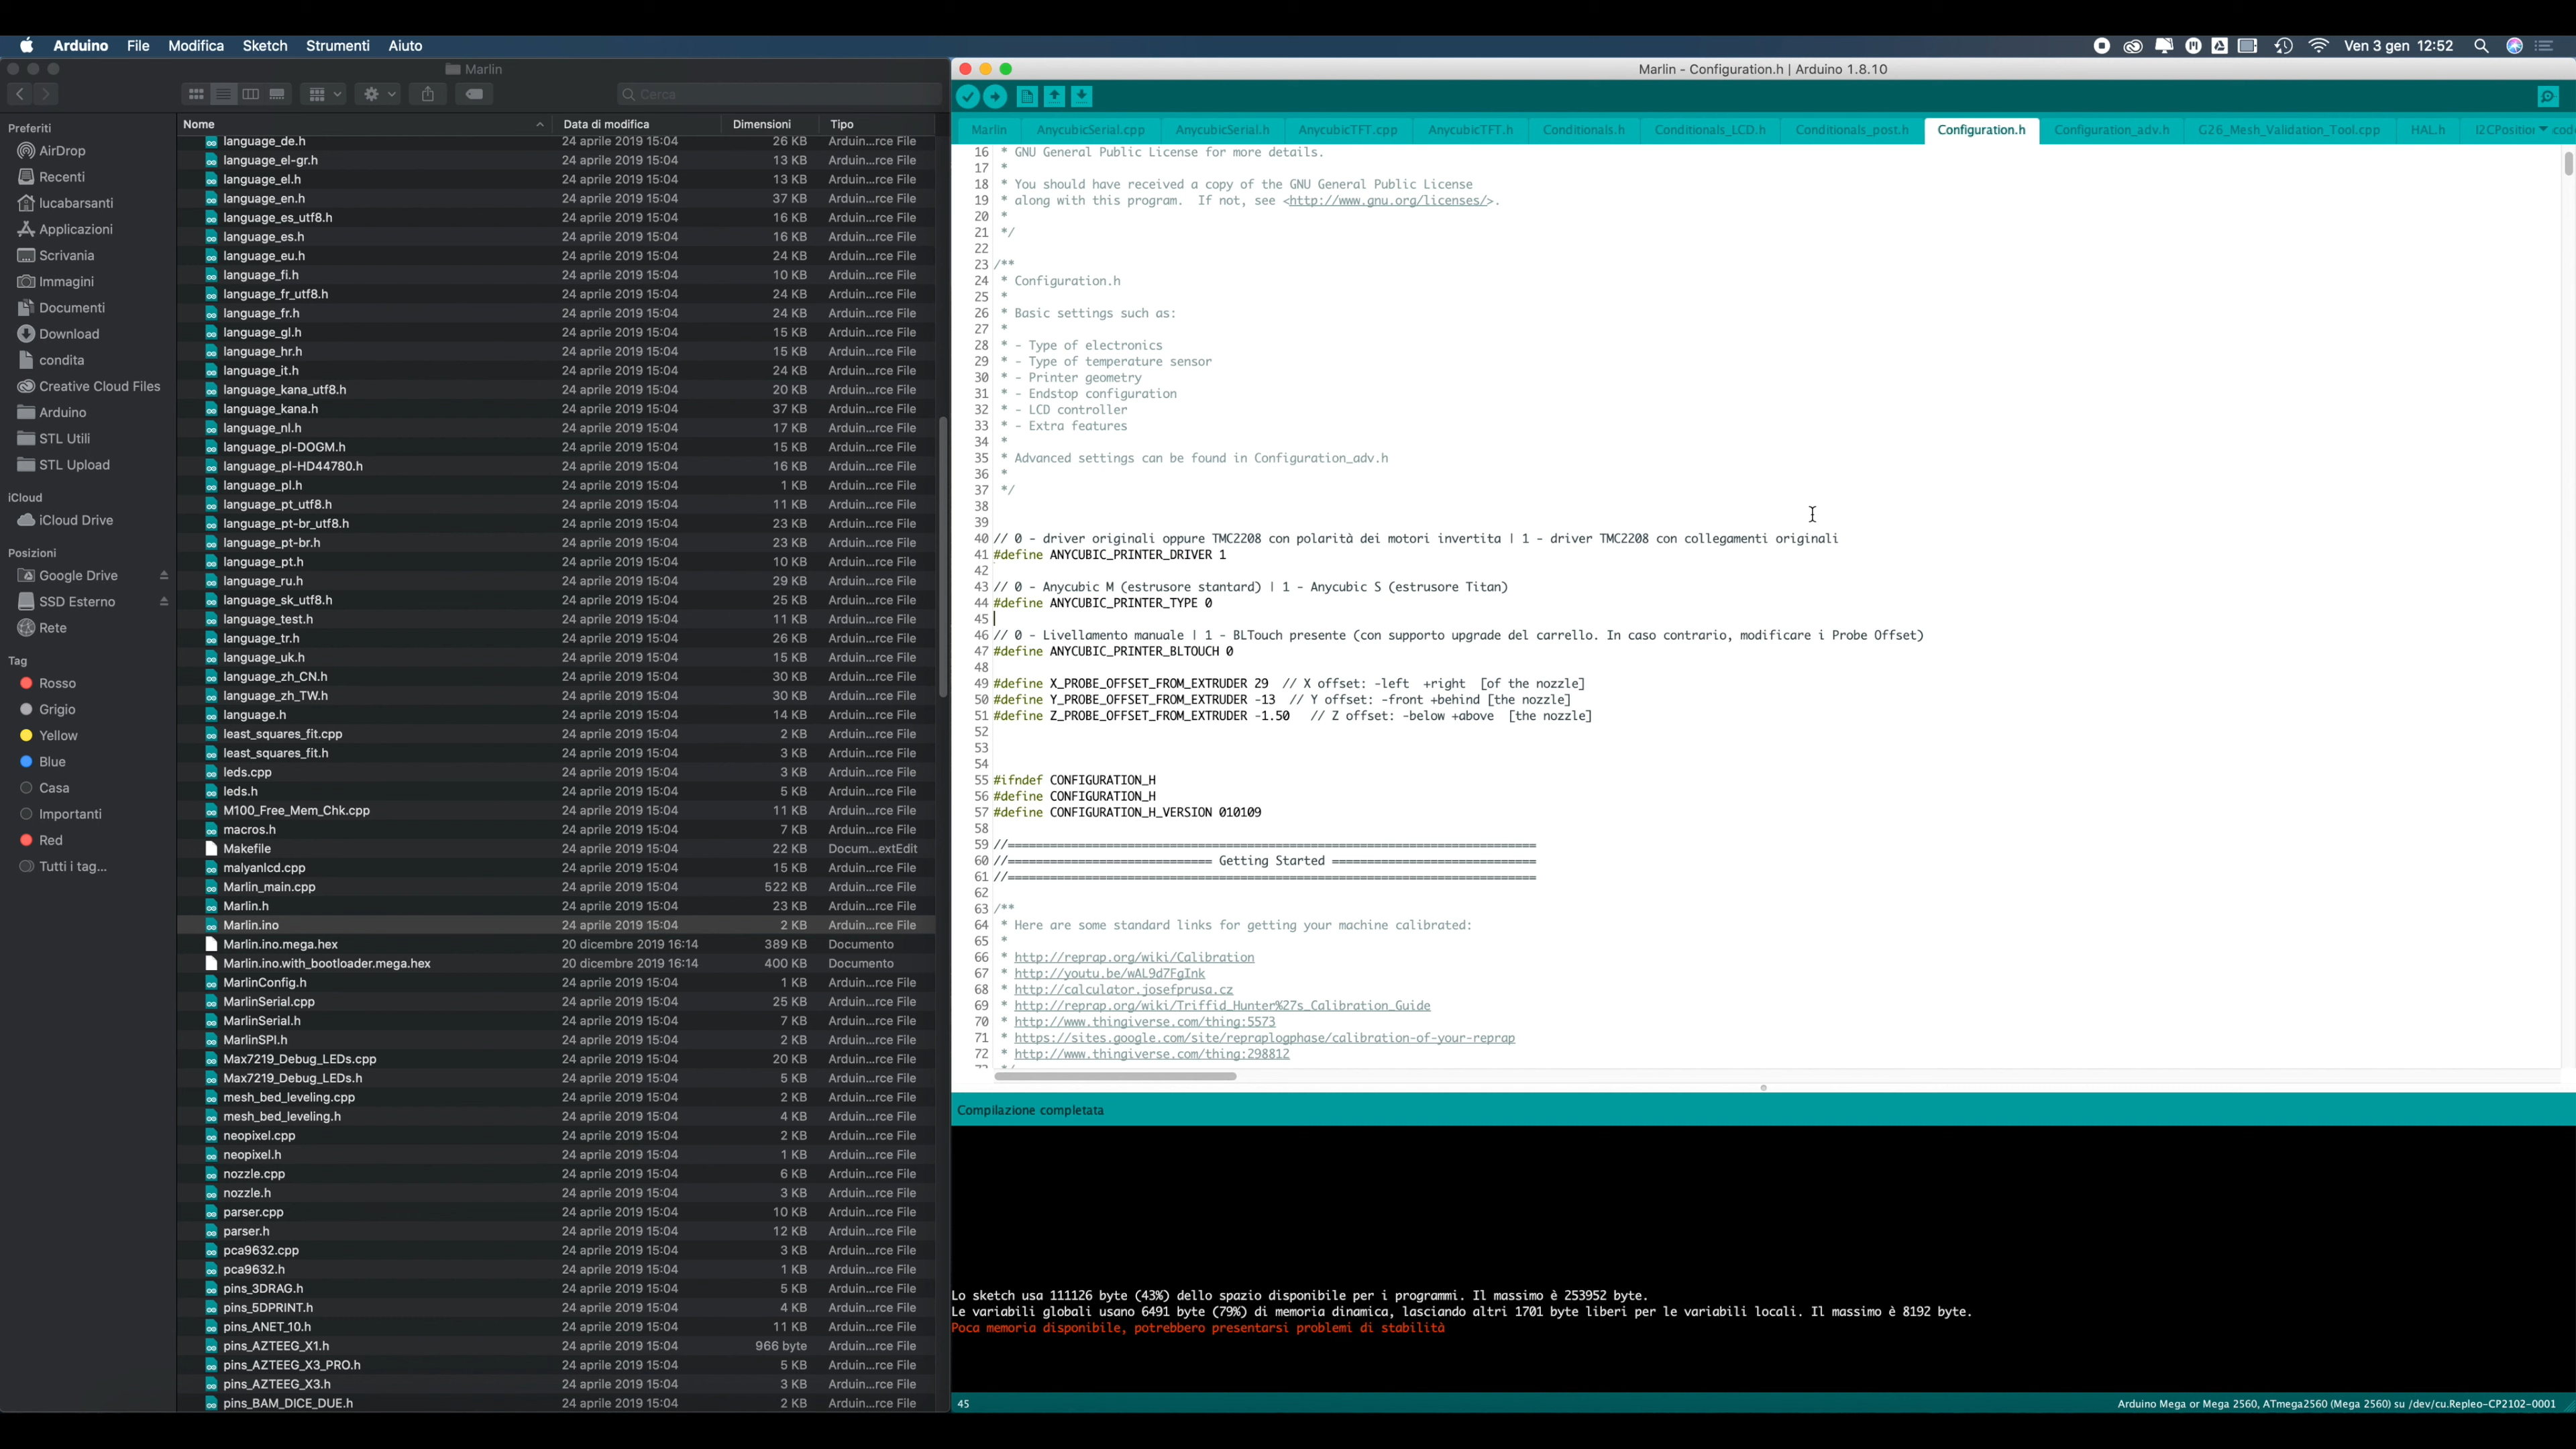 Arduino File Modifica Sketch Strumenti Aiuto
Ven 3 gen 12:52
Marlin
Cerca
Preferiti
AirDrop
Recenti
lucabarsanti
Applicazioni
Scrivania
Immagini
Documenti
Download
condita
Creative Cloud Files
Arduino
STL Utili
STL Upload
iCloud
iCloud Drive
Posizioni
Google Drive
SSD Esterno
Rete
Tag
Rosso
Grigio
Yellow
Blue
Casa
Importanti
Red
Tutti i tag...
Nome Data di modifica Dimensioni Tipo
language_de.h 24 aprile 2019 15:04 26 KB Arduin...rce File
language_el-gr.h 24 aprile 2019 15:04 13 KB Arduin...rce File
language_el.h 24 aprile 2019 15:04 13 KB Arduin...rce File
language_en.h 24 aprile 2019 15:04 37 KB Arduin...rce File
language_es_utf8.h 24 aprile 2019 15:04 16 KB Arduin...rce File
language_es.h 24 aprile 2019 15:04 16 KB Arduin...rce File
language_eu.h 24 aprile 2019 15:04 24 KB Arduin...rce File
language_fi.h 24 aprile 2019 15:04 10 KB Arduin...rce File
language_fr_utf8.h 24 aprile 2019 15:04 24 KB Arduin...rce File
language_fr.h 24 aprile 2019 15:04 24 KB Arduin...rce File
language_gl.h 24 aprile 2019 15:04 15 KB Arduin...rce File
language_hr.h 24 aprile 2019 15:04 15 KB Arduin...rce File
language_it.h 24 aprile 2019 15:04 24 KB Arduin...rce File
language_kana_utf8.h 24 aprile 2019 15:04 20 KB Arduin...rce File
language_kana.h 24 aprile 2019 15:04 37 KB Arduin...rce File
language_nl.h 24 aprile 2019 15:04 17 KB Arduin...rce File
language_pl-DOGM.h 24 aprile 2019 15:04 15 KB Arduin...rce File
language_pl-HD44780.h 24 aprile 2019 15:04 16 KB Arduin...rce File
language_pl.h 24 aprile 2019 15:04 1 KB Arduin...rce File
language_pt_utf8.h 24 aprile 2019 15:04 11 KB Arduin...rce File
language_pt-br_utf8.h 24 aprile 2019 15:04 23 KB Arduin...rce File
language_pt-br.h 24 aprile 2019 15:04 23 KB Arduin...rce File
language_pt.h 24 aprile 2019 15:04 10 KB Arduin...rce File
language_ru.h 24 aprile 2019 15:04 29 KB Arduin...rce File
language_sk_utf8.h 24 aprile 2019 15:04 25 KB Arduin...rce File
language_test.h 24 aprile 2019 15:04 11 KB Arduin...rce File
language_tr.h 24 aprile 2019 15:04 26 KB Arduin...rce File
language_uk.h 24 aprile 2019 15:04 15 KB Arduin...rce File
language_zh_CN.h 24 aprile 2019 15:04 30 KB Arduin...rce File
language_zh_TW.h 24 aprile 2019 15:04 30 KB Arduin...rce File
language.h 24 aprile 2019 15:04 14 KB Arduin...rce File
least_squares_fit.cpp 24 aprile 2019 15:04 2 KB Arduin...rce File
least_squares_fit.h 24 aprile 2019 15:04 3 KB Arduin...rce File
leds.cpp 24 aprile 2019 15:04 3 KB Arduin...rce File
leds.h 24 aprile 2019 15:04 5 KB Arduin...rce File
M100_Free_Mem_Chk.cpp 24 aprile 2019 15:04 11 KB Arduin...rce File
macros.h 24 aprile 2019 15:04 7 KB Arduin...rce File
Makefile 24 aprile 2019 15:04 22 KB Docum...extEdit
malyanlcd.cpp 24 aprile 2019 15:04 15 KB Arduin...rce File
Marlin_main.cpp 24 aprile 2019 15:04 522 KB Arduin...rce File
Marlin.h 24 aprile 2019 15:04 23 KB Arduin...rce File
Marlin.ino 24 aprile 2019 15:04 2 KB Arduin...rce File
Marlin.ino.mega.hex 20 dicembre 2019 16:14 389 KB Documento
Marlin.ino.with_bootloader.mega.hex 20 dicembre 2019 16:14 400 KB Documento
MarlinConfig.h 24 aprile 2019 15:04 1 KB Arduin...rce File
MarlinSerial.cpp 24 aprile 2019 15:04 25 KB Arduin...rce File
MarlinSerial.h 24 aprile 2019 15:04 7 KB Arduin...rce File
MarlinSPI.h 24 aprile 2019 15:04 2 KB Arduin...rce File
Max7219_Debug_LEDs.cpp 24 aprile 2019 15:04 20 KB Arduin...rce File
Max7219_Debug_LEDs.h 24 aprile 2019 15:04 5 KB Arduin...rce File
mesh_bed_leveling.cpp 24 aprile 2019 15:04 2 KB Arduin...rce File
mesh_bed_leveling.h 24 aprile 2019 15:04 4 KB Arduin...rce File
neopixel.cpp 24 aprile 2019 15:04 2 KB Arduin...rce File
neopixel.h 24 aprile 2019 15:04 1 KB Arduin...rce File
nozzle.cpp 24 aprile 2019 15:04 6 KB Arduin...rce File
nozzle.h 24 aprile 2019 15:04 3 KB Arduin...rce File
parser.cpp 24 aprile 2019 15:04 10 KB Arduin...rce File
parser.h 24 aprile 2019 15:04 12 KB Arduin...rce File
pca9632.cpp 24 aprile 2019 15:04 3 KB Arduin...rce File
pca9632.h 24 aprile 2019 15:04 1 KB Arduin...rce File
pins_3DRAG.h 24 aprile 2019 15:04 5 KB Arduin...rce File
pins_5DPRINT.h 24 aprile 2019 15:04 4 KB Arduin...rce File
pins_ANET_10.h 24 aprile 2019 15:04 11 KB Arduin...rce File
pins_AZTEEG_X1.h 24 aprile 2019 15:04 966 byte Arduin...rce File
pins_AZTEEG_X3_PRO.h 24 aprile 2019 15:04 5 KB Arduin...rce File
pins_AZTEEG_X3.h 24 aprile 2019 15:04 3 KB Arduin...rce File
pins_BAM_DICE_DUE.h 24 aprile 2019 15:04 2 KB Arduin...rce File
Marlin - Configuration.h | Arduino 1.8.10
Marlin AnycubicSerial.cpp AnycubicSerial.h AnycubicTFT.cpp AnycubicTFT.h Conditionals.h Conditionals_LCD.h Conditionals_post.h Configuration.h Configuration_adv.h G26_Mesh_Validation_Tool.cpp HAL.h I2CPosition
16 * GNU General Public License for more details.
17 *
18 * You should have received a copy of the GNU General Public License
19 * along with this program. If not, see <http://www.gnu.org/licenses/>.
20 *
21 */
22
23 /**
24 * Configuration.h
25 *
26 * Basic settings such as:
27 *
28 * - Type of electronics
29 * - Type of temperature sensor
30 * - Printer geometry
31 * - Endstop configuration
32 * - LCD controller
33 * - Extra features
34 *
35 * Advanced settings can be found in Configuration_adv.h
36 *
37 */
38
39
40 // 0 - driver originali oppure TMC2208 con polarità dei motori invertita | 1 - driver TMC2208 con collegamenti originali
41 #define ANYCUBIC_PRINTER_DRIVER 1
42
43 // 0 - Anycubic M (estrusore stantard) | 1 - Anycubic S (estrusore Titan)
44 #define ANYCUBIC_PRINTER_TYPE 0
45
46 // 0 - Livellamento manuale | 1 - BLTouch presente (con supporto upgrade del carrello. In caso contrario, modificare i Probe Offset)
47 #define ANYCUBIC_PRINTER_BLTOUCH 0
48
49 #define X_PROBE_OFFSET_FROM_EXTRUDER 29 // X offset: -left +right [of the nozzle]
50 #define Y_PROBE_OFFSET_FROM_EXTRUDER -13 // Y offset: -front +behind [the nozzle]
51 #define Z_PROBE_OFFSET_FROM_EXTRUDER -1.50 // Z offset: -below +above [the nozzle]
52
53
54
55 #ifndef CONFIGURATION_H
56 #define CONFIGURATION_H
57 #define CONFIGURATION_H_VERSION 010109
58
59 //===========================================================================
60 //============================= Getting Started =============================
61 //===========================================================================
62
63 /**
64 * Here are some standard links for getting your machine calibrated:
65 *
66 * http://reprap.org/wiki/Calibration
67 * http://youtu.be/wAL9d7FgInk
68 * http://calculator.josefprusa.cz
69 * http://reprap.org/wiki/Triffid_Hunter%27s_Calibration_Guide
70 * http://www.thingiverse.com/thing:5573
71 * https://sites.google.com/site/repraplogphase/calibration-of-your-reprap
72 * http://www.thingiverse.com/thing:298812
Compilazione completata
Lo sketch usa 111126 byte (43%) dello spazio disponibile per i programmi. Il massimo è 253952 byte.
Le variabili globali usano 6491 byte (79%) di memoria dinamica, lasciando altri 1701 byte liberi per le variabili locali. Il massimo è 8192 byte.
Poca memoria disponibile, potrebbero presentarsi problemi di stabilità
45
Arduino Mega or Mega 2560, ATmega2560 (Mega 2560) su /dev/cu.Repleo-CP2102-0001